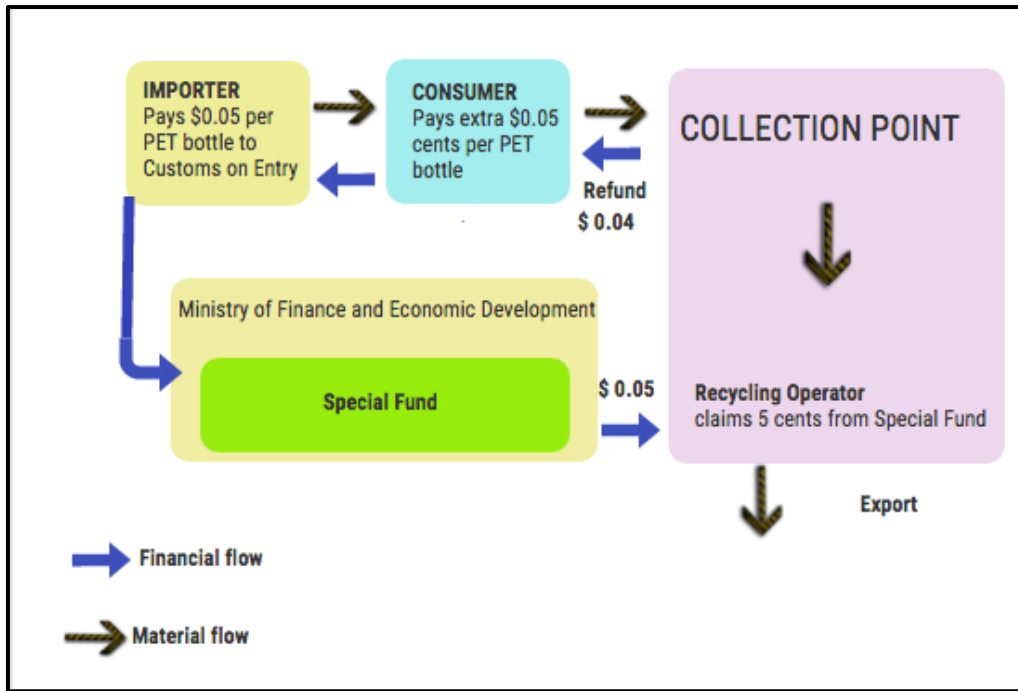 IMPORTER
Pays $0.05 per
PET bottle to
Customs on Entry
CONSUMER
Pays extra $0.05
cents per PET
bottle
COLLECTION POINT
Refund
$ 0.04
Ministry of Finance and Economic Development
Special Fund
$ 0.05
Recycling Operator
claims 5 cents from Special Fund
Export
Financial flow
Material flow